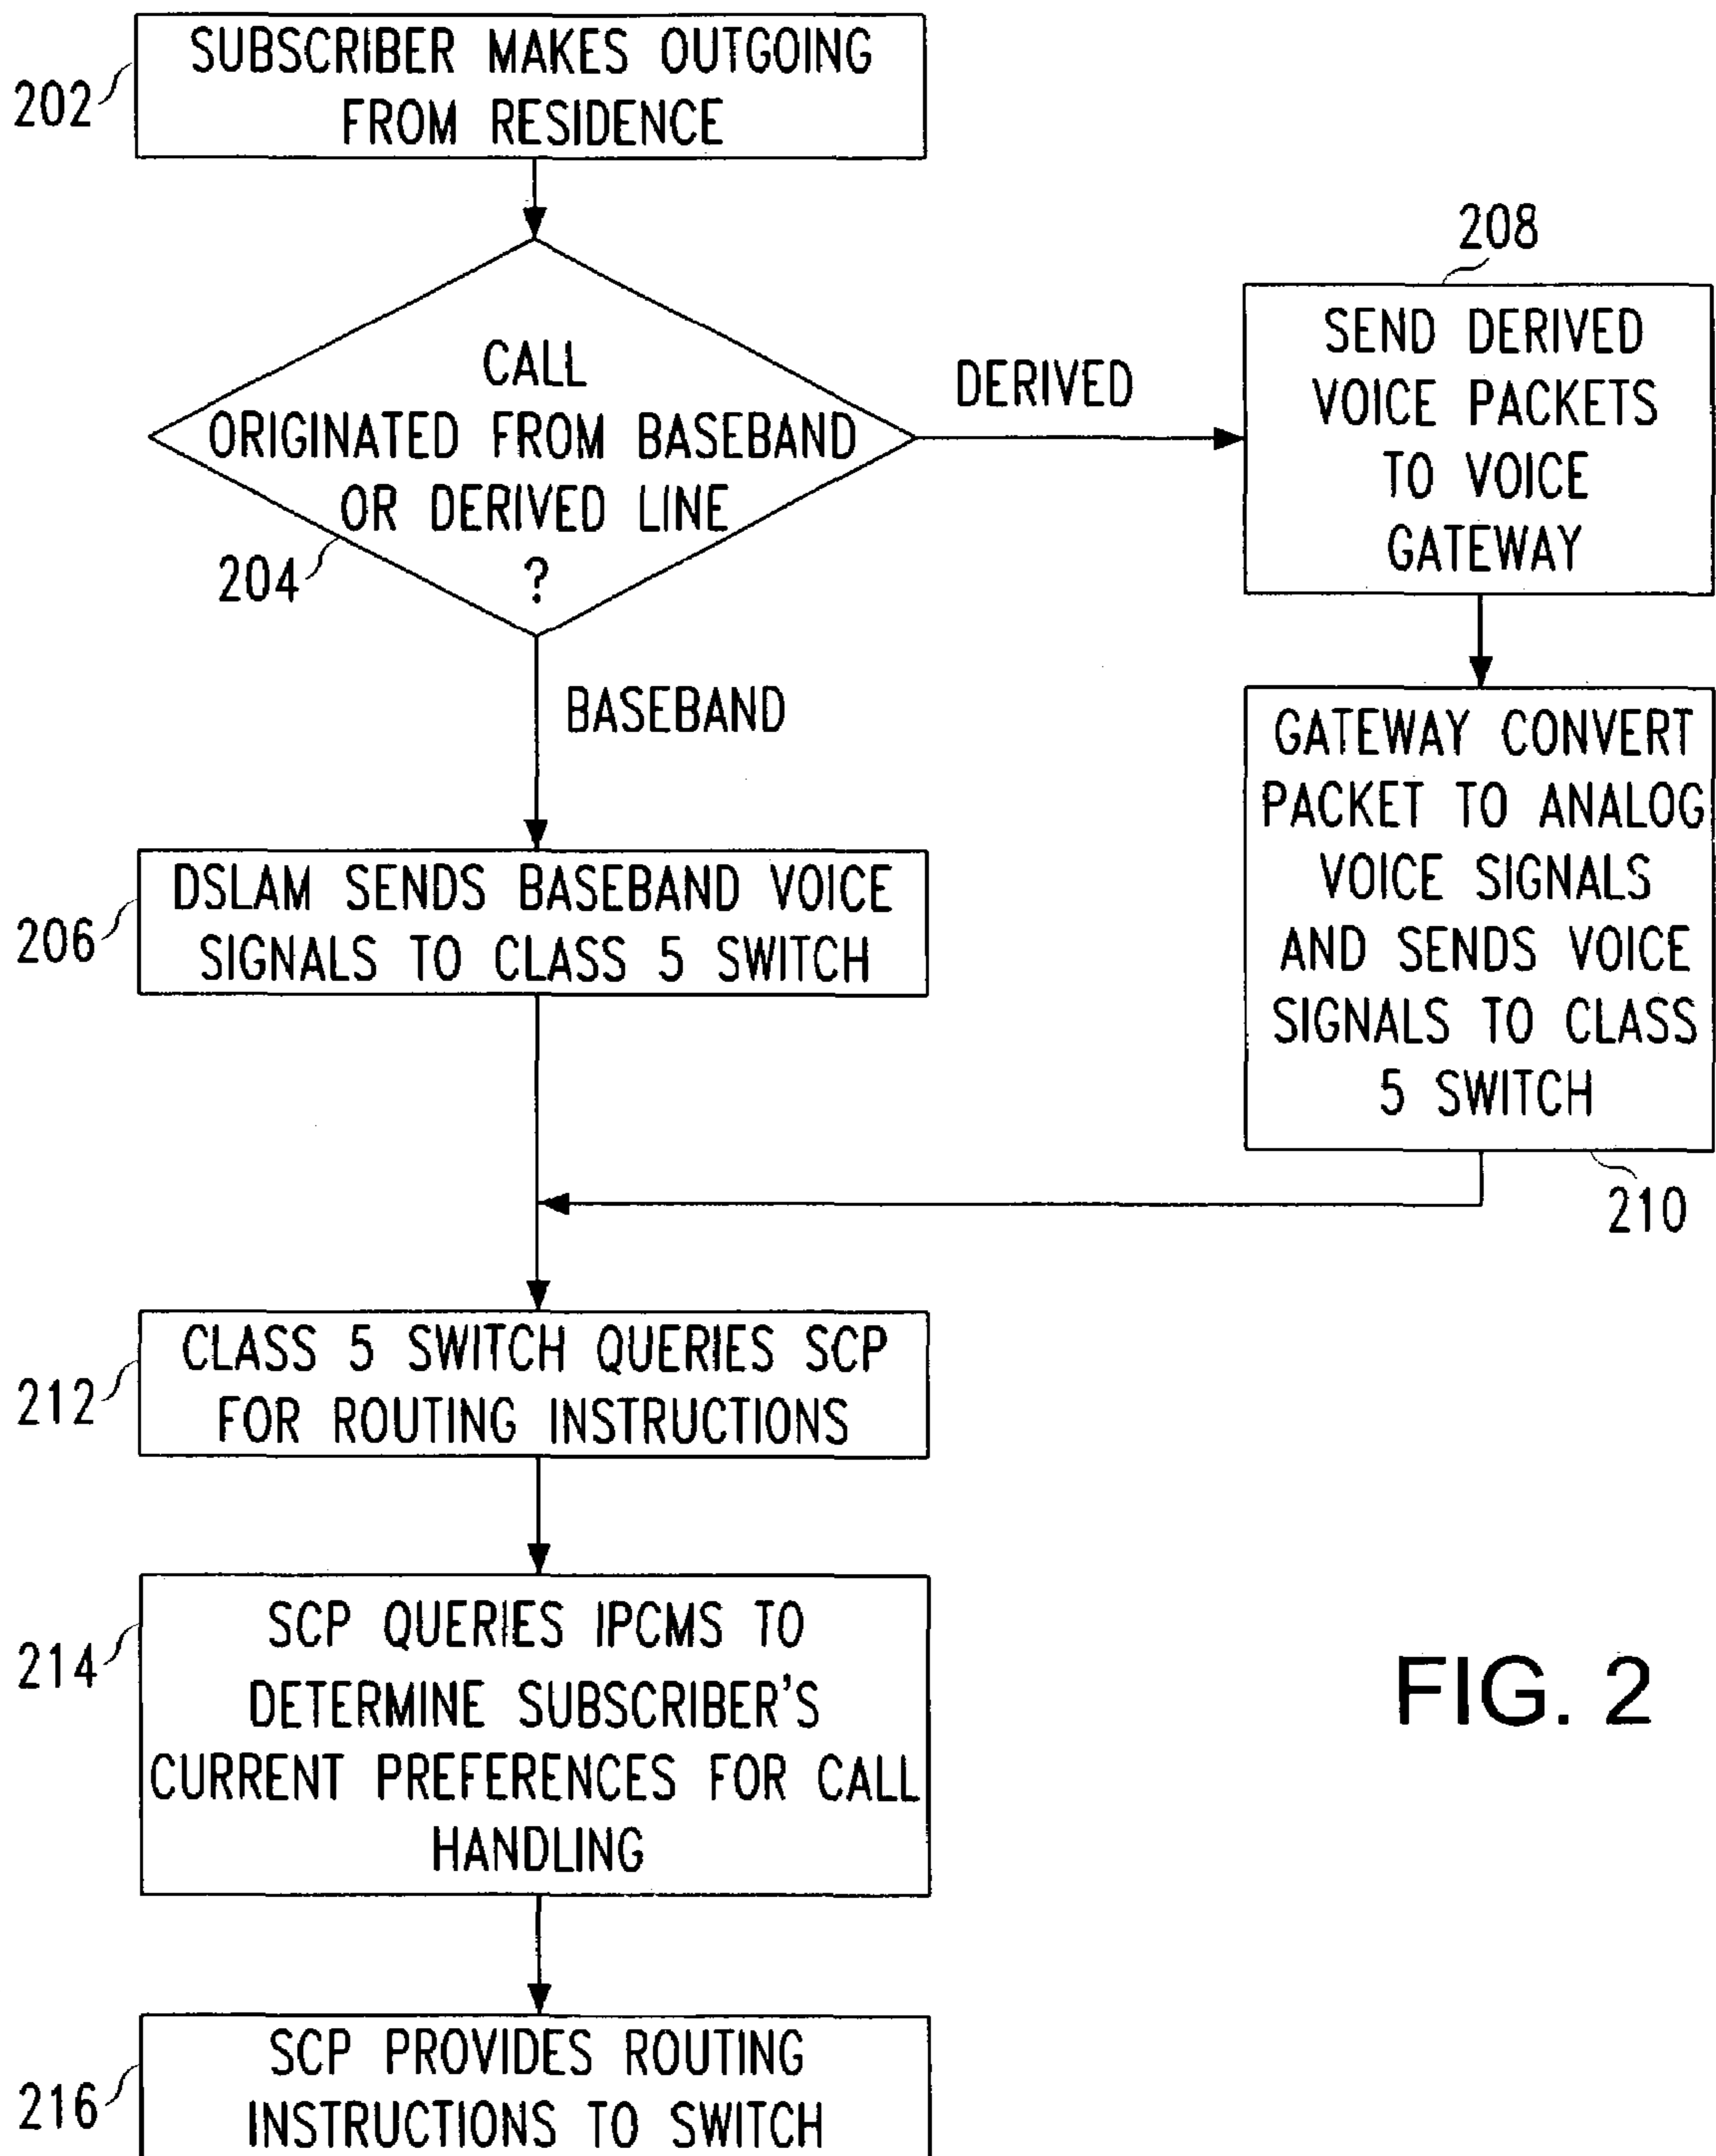 SUBSCRIBER MAKES OUTGOING
FROM RESIDENCE
202
CALL
ORIGINATED FROM BASEBAND
OR DERIVED LINE
?
204
DERIVED
208
SEND DERIVED
VOICE PACKETS
TO VOICE
GATEWAY
BASEBAND
GATEWAY CONVERT
PACKET TO ANALOG
VOICE SIGNALS
AND SENDS VOICE
SIGNALS TO CLASS
5 SWITCH
210
DSLAM SENDS BASEBAND VOICE
SIGNALS TO CLASS 5 SWITCH
206
CLASS 5 SWITCH QUERIES SCP
FOR ROUTING INSTRUCTIONS
212
SCP QUERIES IPCMS TO
DETERMINE SUBSCRIBER'S
CURRENT PREFERENCES FOR CALL
HANDLING
214
FIG. 2
SCP PROVIDES ROUTING
INSTRUCTIONS TO SWITCH
216